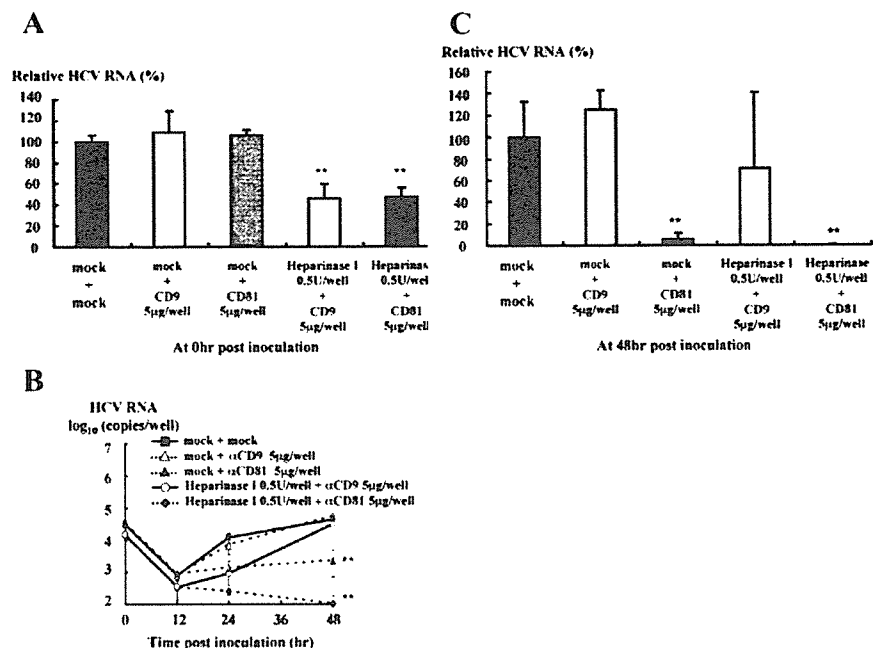 A
Relative HCV RNA (%)
140
120
100
80
60
40
20
0
** **
mock + mock
mock + CD9 5µg/well
mock + CD81 5µg/well
Heparinase I 0.5U/well + CD9 5µg/well
Heparinas 0.5U/wel + CD81 5µg/well
At 0hr post inoculation
C
Relative HCV RNA (%)
160
140
120
100
80
60
40
20
0
** **
mock + mock
mock + CD9 5µg/well
mock + CD81 5µg/well
Heparinase I 0.5U/well + CD9 5µg/well
Heparinase 0.5U/well + CD81 5µg/well
At 48hr post inoculation
B
HCV RNA
log10 (copies/well)
mock + mock
mock + αCD9 5µg/well
mock + αCD81 5µg/well
Heparinase I 0.5U/well + αCD9 5µg/well
Heparinase I 0.5U/well + αCD81 5µg/well
7
6
5
4
3
2
**
**
0 12 24 36 48
Time post inoculation (hr)